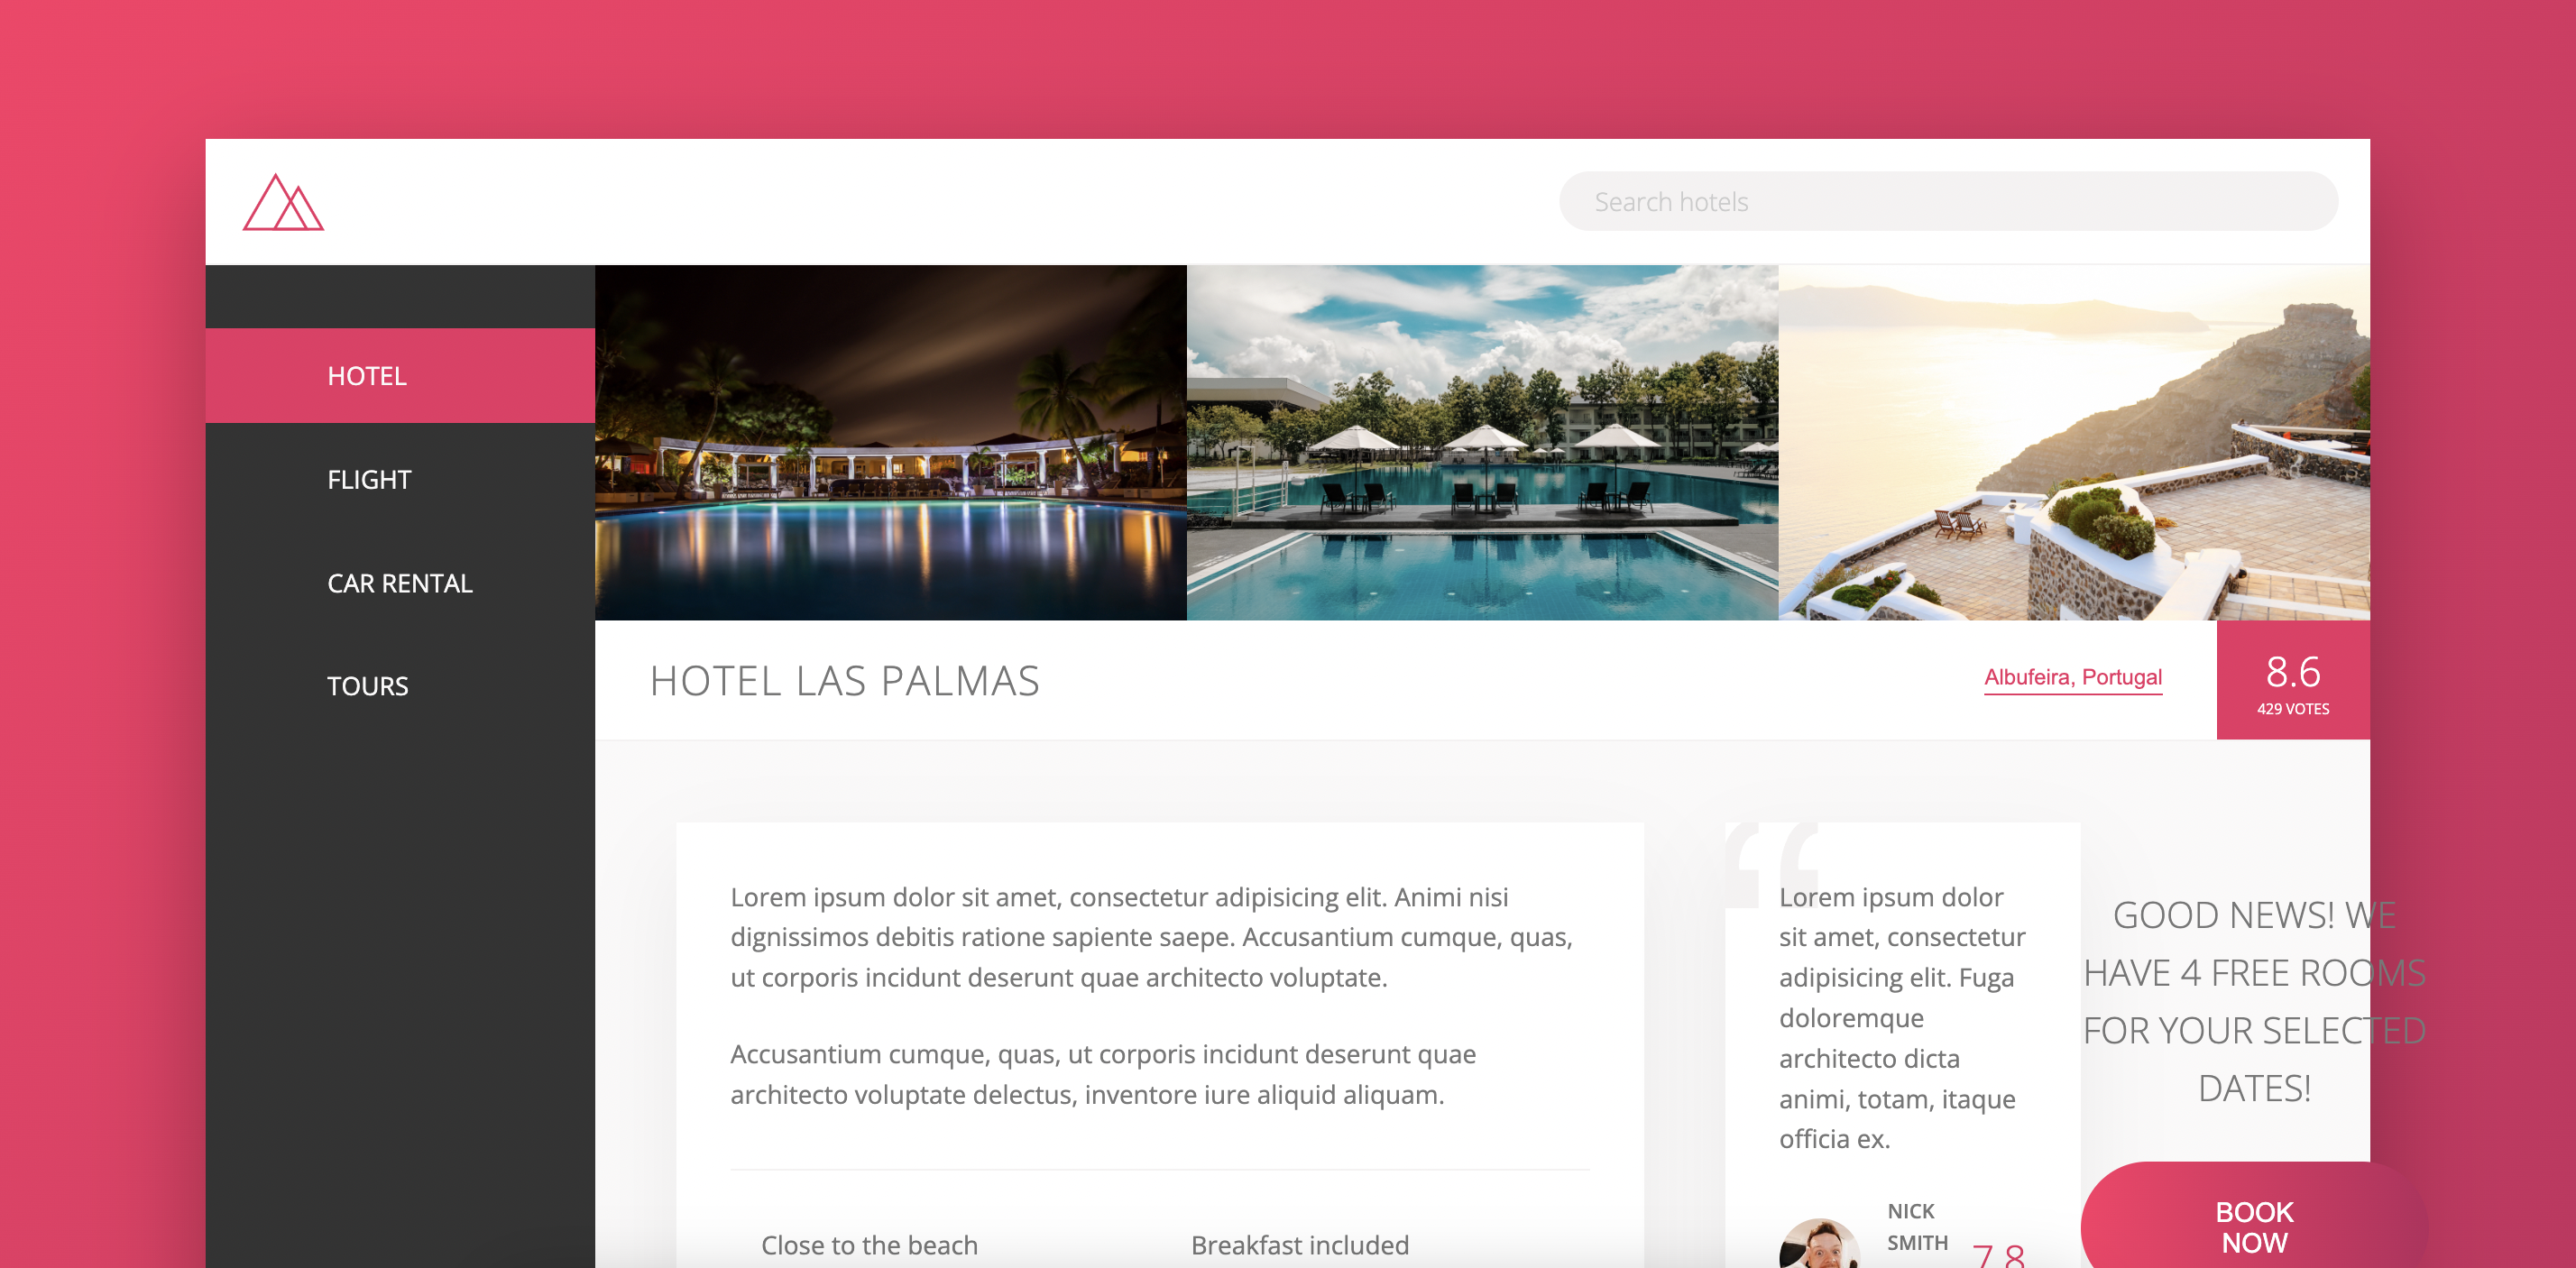 Search hotels
HOTEL
FLIGHT
CAR RENTAL
TOURS
HOTEL LAS PALMAS
Albufeira, Portugal
8.6
429 VOTES
Lorem ipsum dolor sit amet, consectetur adipisicing elit. Animi nisi
dignissimos debitis ratione sapiente saepe. Accusantium cumque, quas,
ut corporis incidunt deserunt quae architecto voluptate.
Accusantium cumque, quas, ut corporis incidunt deserunt quae
architecto voluptate delectus, inventore iure aliquid aliquam.
Close to the beach
Breakfast included
“
Lorem ipsum dolor
sit amet, consectetur
adipisicing elit. Fuga
doloremque
architecto dicta
animi, totam, itaque
officia ex.
NICK
SMITH
7.8
GOOD NEWS! WE
HAVE 4 FREE ROOMS
FOR YOUR SELECTED
DATES!
BOOK
NOW